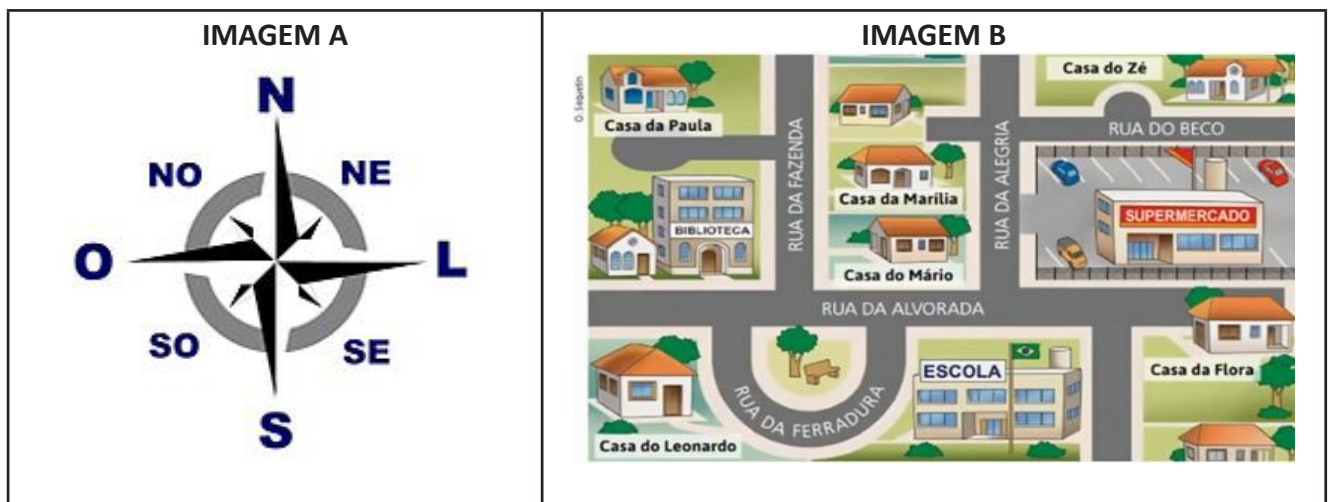 IMAGEM A
N
NO
NE
O
L
SO
SE
S
IMAGEM B
D. Sequetin
Casa da Paula
RUA DA FAZENDA
Casa do Zé
RUA DO BECO
RUA DA ALEGRIA
Casa da Marília
BIBLIOTECA
SUPERMERCADO
Casa do Mário
RUA DA ALVORADA
ESCOLA
Casa da Flora
RUA DA FERRADURA
Casa do Leonardo